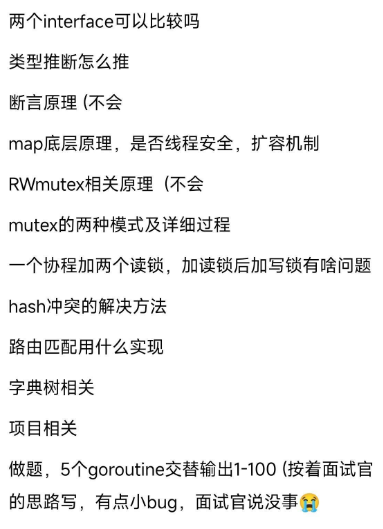 两个interface可以比较吗
类型推断怎么推
断言原理 (不会
map底层原理，是否线程安全，扩容机制
RWmutex相关原理（不会
mutex的两种模式及详细过程
一个协程加两个读锁，加读锁后加写锁有啥问题
hash冲突的解决方法
路由匹配用什么实现
字典树相关
项目相关
做题，5个goroutine交替输出1-100 (按着面试官
的思路写，有点小bug，面试官说没事😭